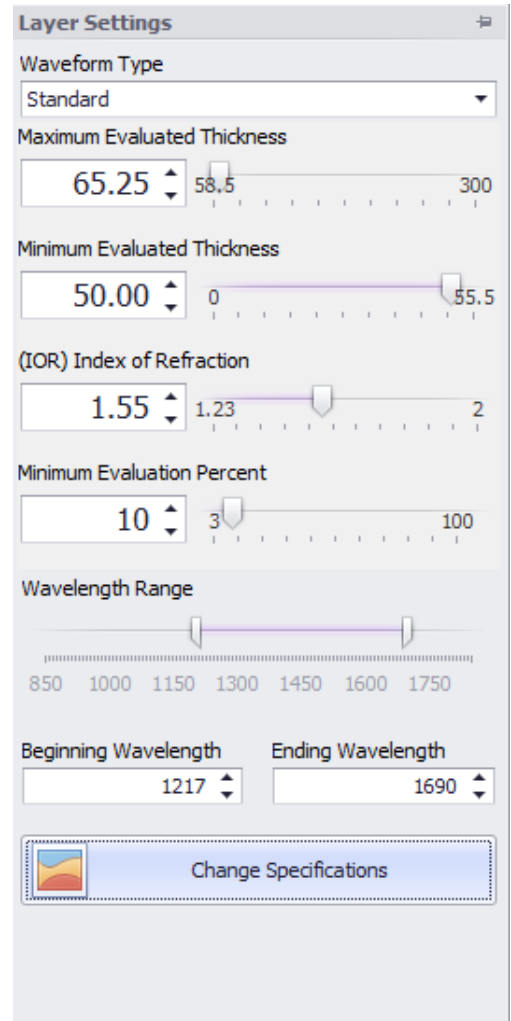 Layer Settings
Waveform Type
Standard
Maximum Evaluated Thickness
65.25 58.5 300
Minimum Evaluated Thickness
50.00 0 55.5
(IOR) Index of Refraction
1.55 1.23 2
Minimum Evaluation Percent
10 3 100
Wavelength Range
850 1000 1150 1300 1450 1600 1750
Beginning Wavelength Ending Wavelength
1217 1690
Change Specifications